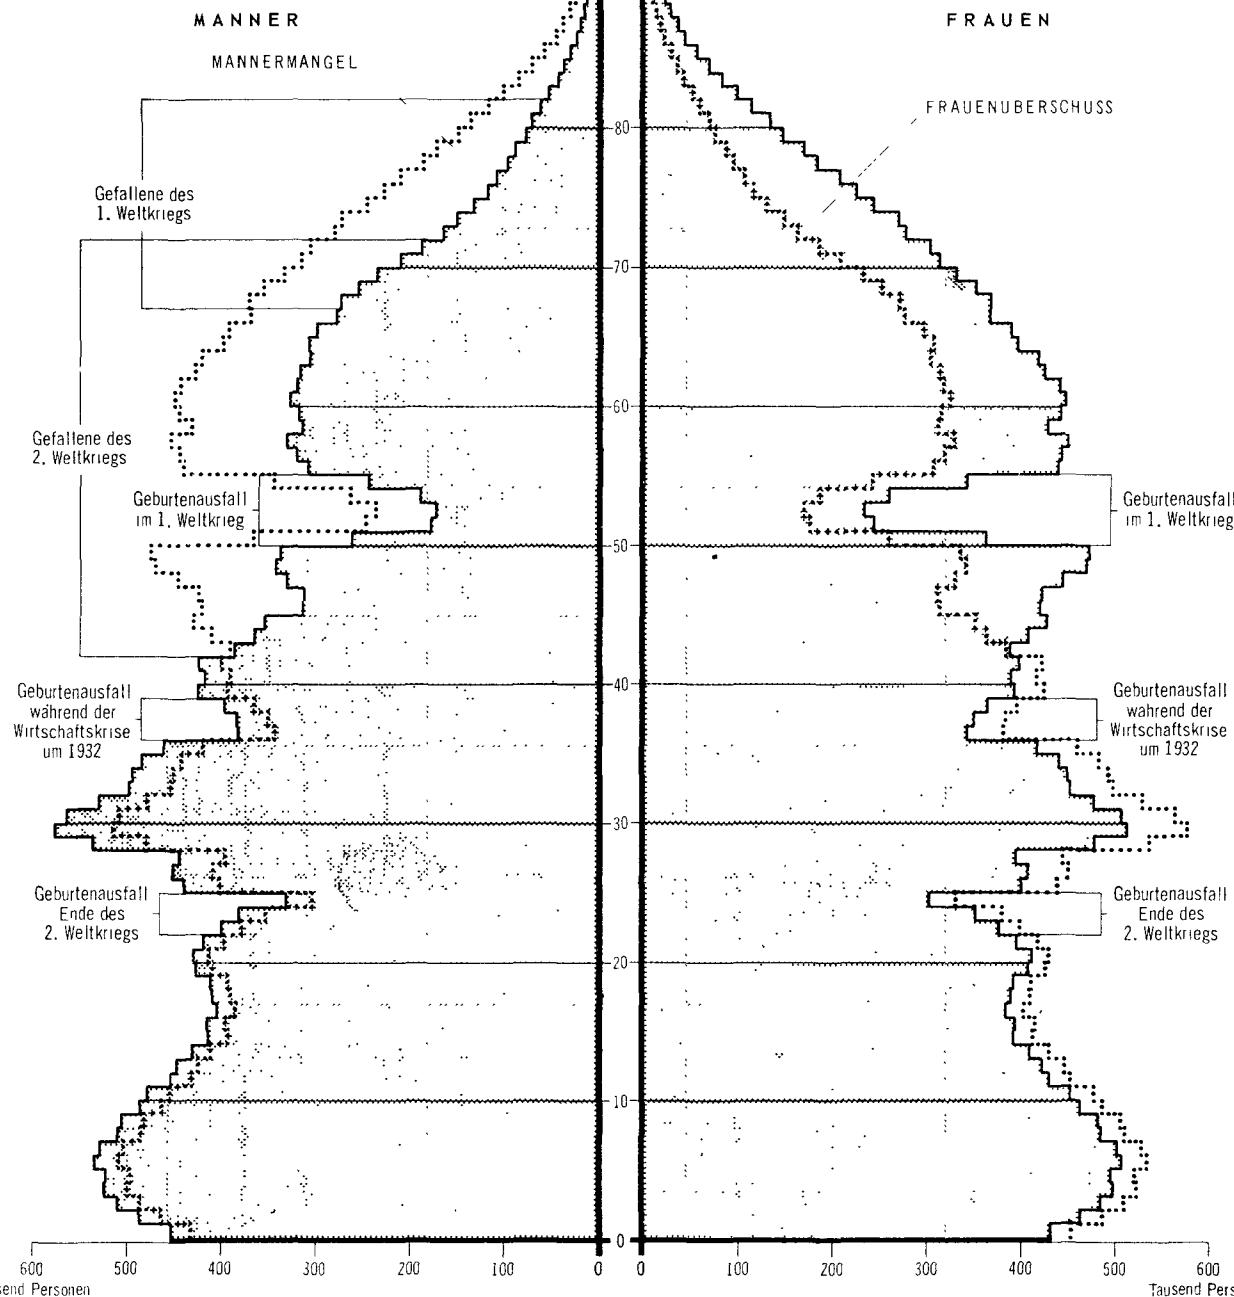 MANNER
FRAUEN
MANNERMANGEL
FRAUENUBERSCHUSS
Gefallene des
1. Weltkriegs
Gefallene des
2. Weltkriegs
Geburtenausfall
im 1. Weltkrieg
Geburtenausfall
im 1. Weltkrieg
Geburtenausfall
während der
Wirtschaftskrise
um 1932
Geburtenausfall
während der
Wirtschaftskrise
um 1932
Geburtenausfall
Ende des
2. Weltkriegs
Geburtenausfall
Ende des
2. Weltkriegs
80
70
60
50
40
30
20
10
0
600 500 400 300 200 100 0
0 100 200 300 400 500 600
send Personen
Tausend Pers